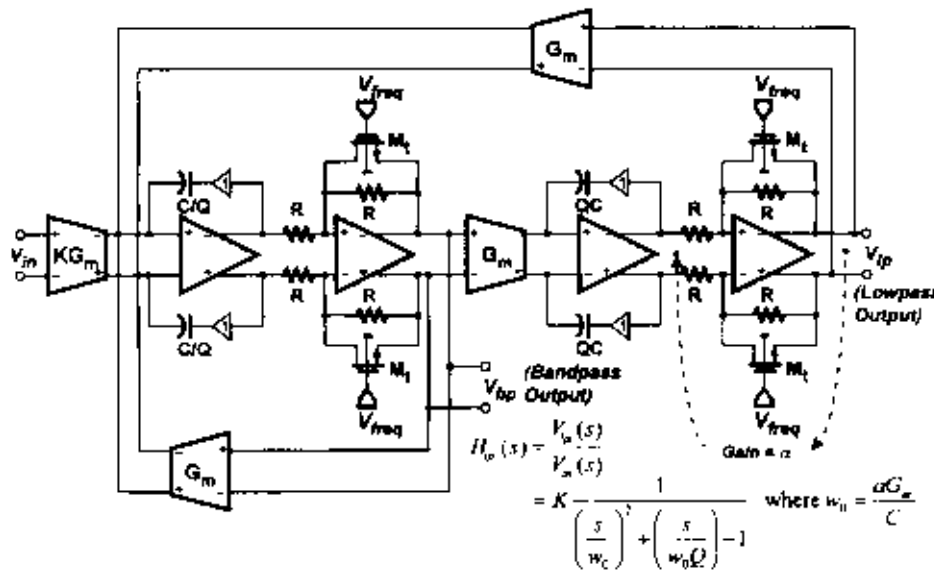 G_m
V_freq
V_freq
M_t
M_t
C/Q
QC
R
R
R
R
V_in
KG_m
G_m
V_lp
(Lowpass
Output)
R
R
R
R
C/Q
QC
M_t
M_t
V_freq
V_freq
V_bp
(Bandpass
Output)
G_m
Gain = α
H_lp(s) = V_lp(s) / V_in(s)
= K 1 / ((s/w_0)^2 + (s/(w_0 Q)) - 1) where w_0 = αG_m / C